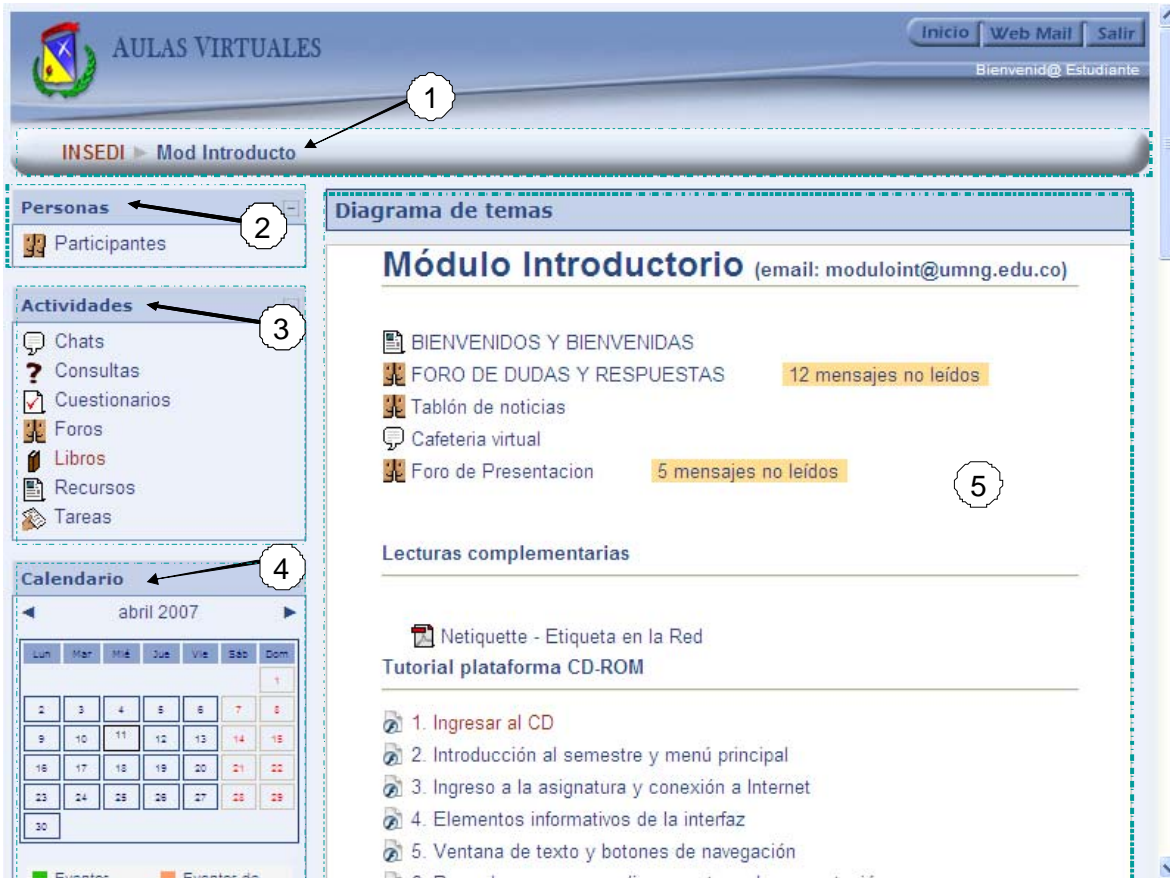 AULAS VIRTUALES
Inicio Web Mail Salir
Bienvenid@ Estudiante
1
INSEDI ► Mod Introducto
Personas
2
Participantes
Actividades
3
Chats
Consultas
Cuestionarios
Foros
Libros
Recursos
Tareas
Calendario
4
◄ abril 2007 ►
Lun Mar Mié Jue Vie Sáb Dom
1
2 3 4 5 6 7 8
9 10 11 12 13 14 15
16 17 18 19 20 21 22
23 24 25 26 27 28 29
30
Diagrama de temas
Módulo Introductorio (email: moduloint@umng.edu.co)
BIENVENIDOS Y BIENVENIDAS
FORO DE DUDAS Y RESPUESTAS 12 mensajes no leídos
Tablón de noticias
Cafeteria virtual
Foro de Presentacion 5 mensajes no leídos
5
Lecturas complementarias
Netiquette - Etiqueta en la Red
Tutorial plataforma CD-ROM
1. Ingresar al CD
2. Introducción al semestre y menú principal
3. Ingreso a la asignatura y conexión a Internet
4. Elementos informativos de la interfaz
5. Ventana de texto y botones de navegación